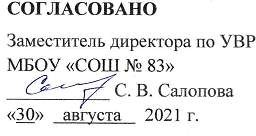 СОГЛАСОВАНО
Заместитель директора по УВР
МБОУ «СОШ № 83»
С. В. Салопова
«30» августа 2021 г.